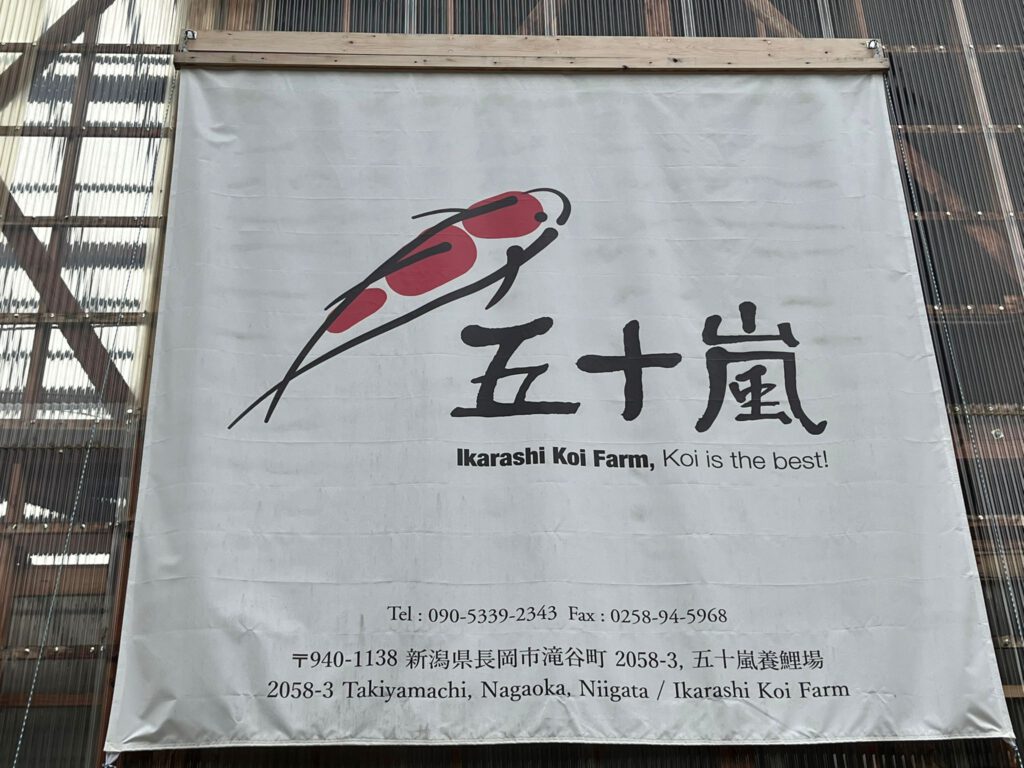 五十嵐
Ikarashi Koi Farm, Koi is the best!
Tel : 090-5339-2343 Fax : 0258-94-5968
〒940-1138 新潟県長岡市滝谷町 2058-3, 五十嵐養鯉場
2058-3 Takiyamachi, Nagaoka, Niigata / Ikarashi Koi Farm